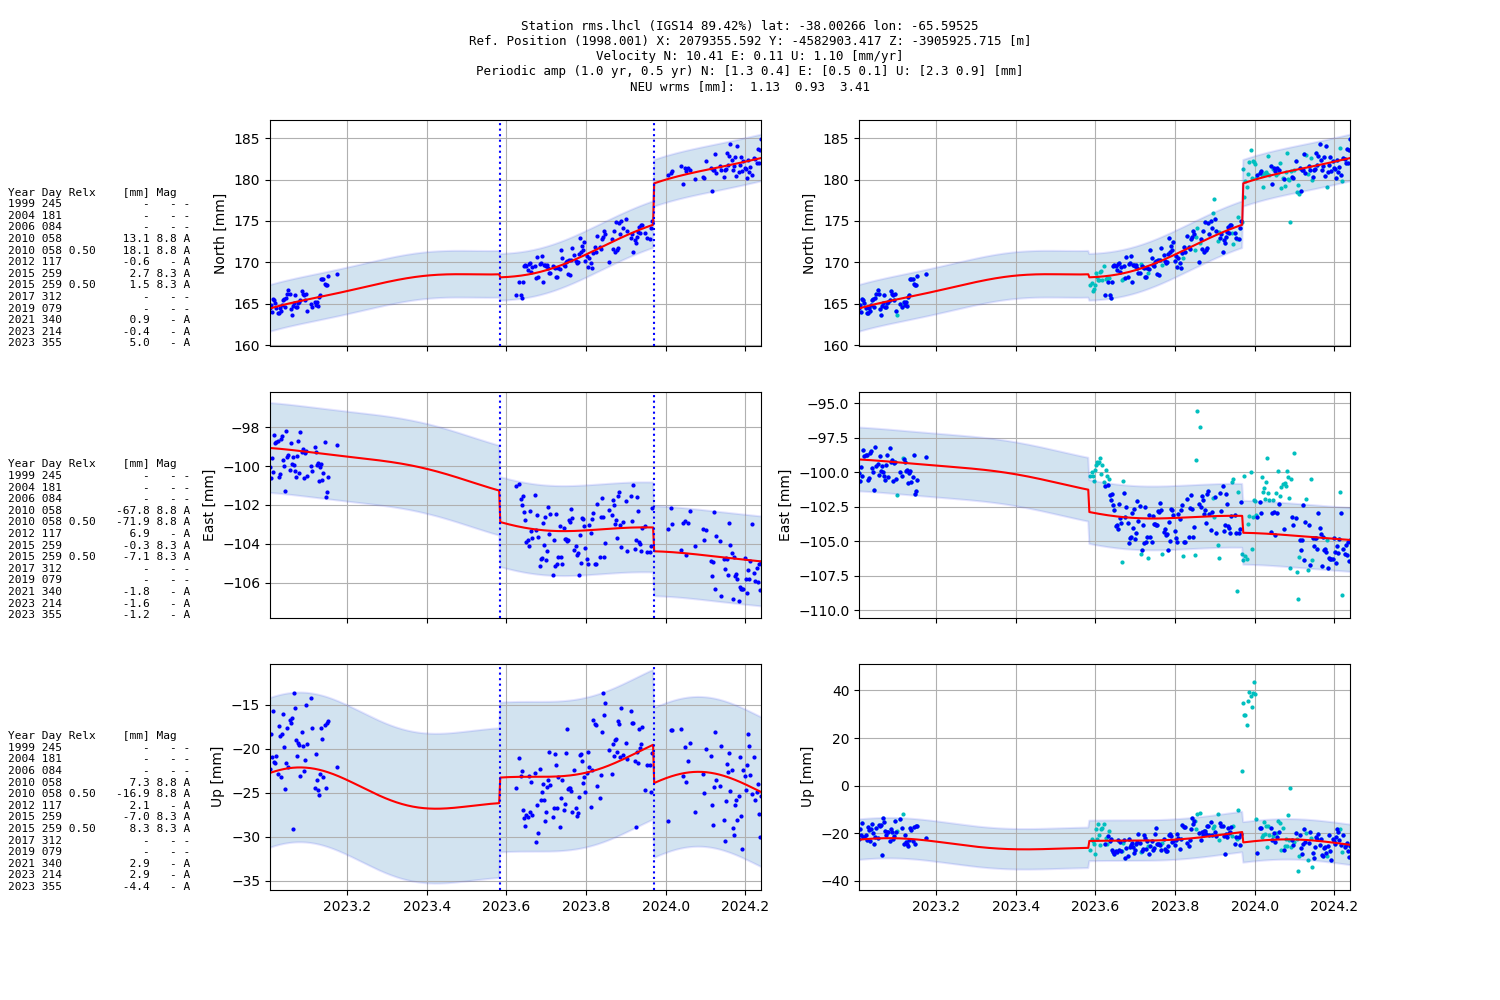 Station rms.lhcl (IGS14 89.42%) lat: -38.00266 lon: -65.59525
Ref. Position (1998.001) X: 2079355.592 Y: -4582903.417 Z: -3905925.715 [m]
Velocity N: 10.41 E: 0.11 U: 1.10 [mm/yr]
Periodic amp (1.0 yr, 0.5 yr) N: [1.3 0.4] E: [0.5 0.1] U: [2.3 0.9] [mm]
NEU wrms [mm]:  1.13  0.93  3.41
Year Day Relx    [mm] Mag
1999 245            -   - -
2004 181            -   - -
2006 084            -   - -
2010 058         13.1 8.8 A
2010 058 0.50    18.1 8.8 A
2012 117         -0.6   - A
2015 259          2.7 8.3 A
2015 259 0.50     1.5 8.3 A
2017 312            -   - -
2019 079            -   - -
2021 340          0.9   - A
2023 214         -0.4   - A
2023 355          5.0   - A
North [mm]
185
180
175
170
165
160
North [mm]
185
180
175
170
165
160
Year Day Relx    [mm] Mag
1999 245            -   - -
2004 181            -   - -
2006 084            -   - -
2010 058        -67.8 8.8 A
2010 058 0.50   -71.9 8.8 A
2012 117          6.9   - A
2015 259         -0.3 8.3 A
2015 259 0.50    -7.1 8.3 A
2017 312            -   - -
2019 079            -   - -
2021 340         -1.8   - A
2023 214         -1.6   - A
2023 355         -1.2   - A
East [mm]
−98
−100
−102
−104
−106
East [mm]
−95.0
−97.5
−100.0
−102.5
−105.0
−107.5
−110.0
Year Day Relx    [mm] Mag
1999 245            -   - -
2004 181            -   - -
2006 084            -   - -
2010 058          7.3 8.8 A
2010 058 0.50   -16.9 8.8 A
2012 117          2.1   - A
2015 259         -7.0 8.3 A
2015 259 0.50     8.3 8.3 A
2017 312            -   - -
2019 079            -   - -
2021 340          2.9   - A
2023 214          2.9   - A
2023 355         -4.4   - A
Up [mm]
−15
−20
−25
−30
−35
2023.2 2023.4 2023.6 2023.8 2024.0 2024.2
Up [mm]
40
20
0
−20
−40
2023.2 2023.4 2023.6 2023.8 2024.0 2024.2